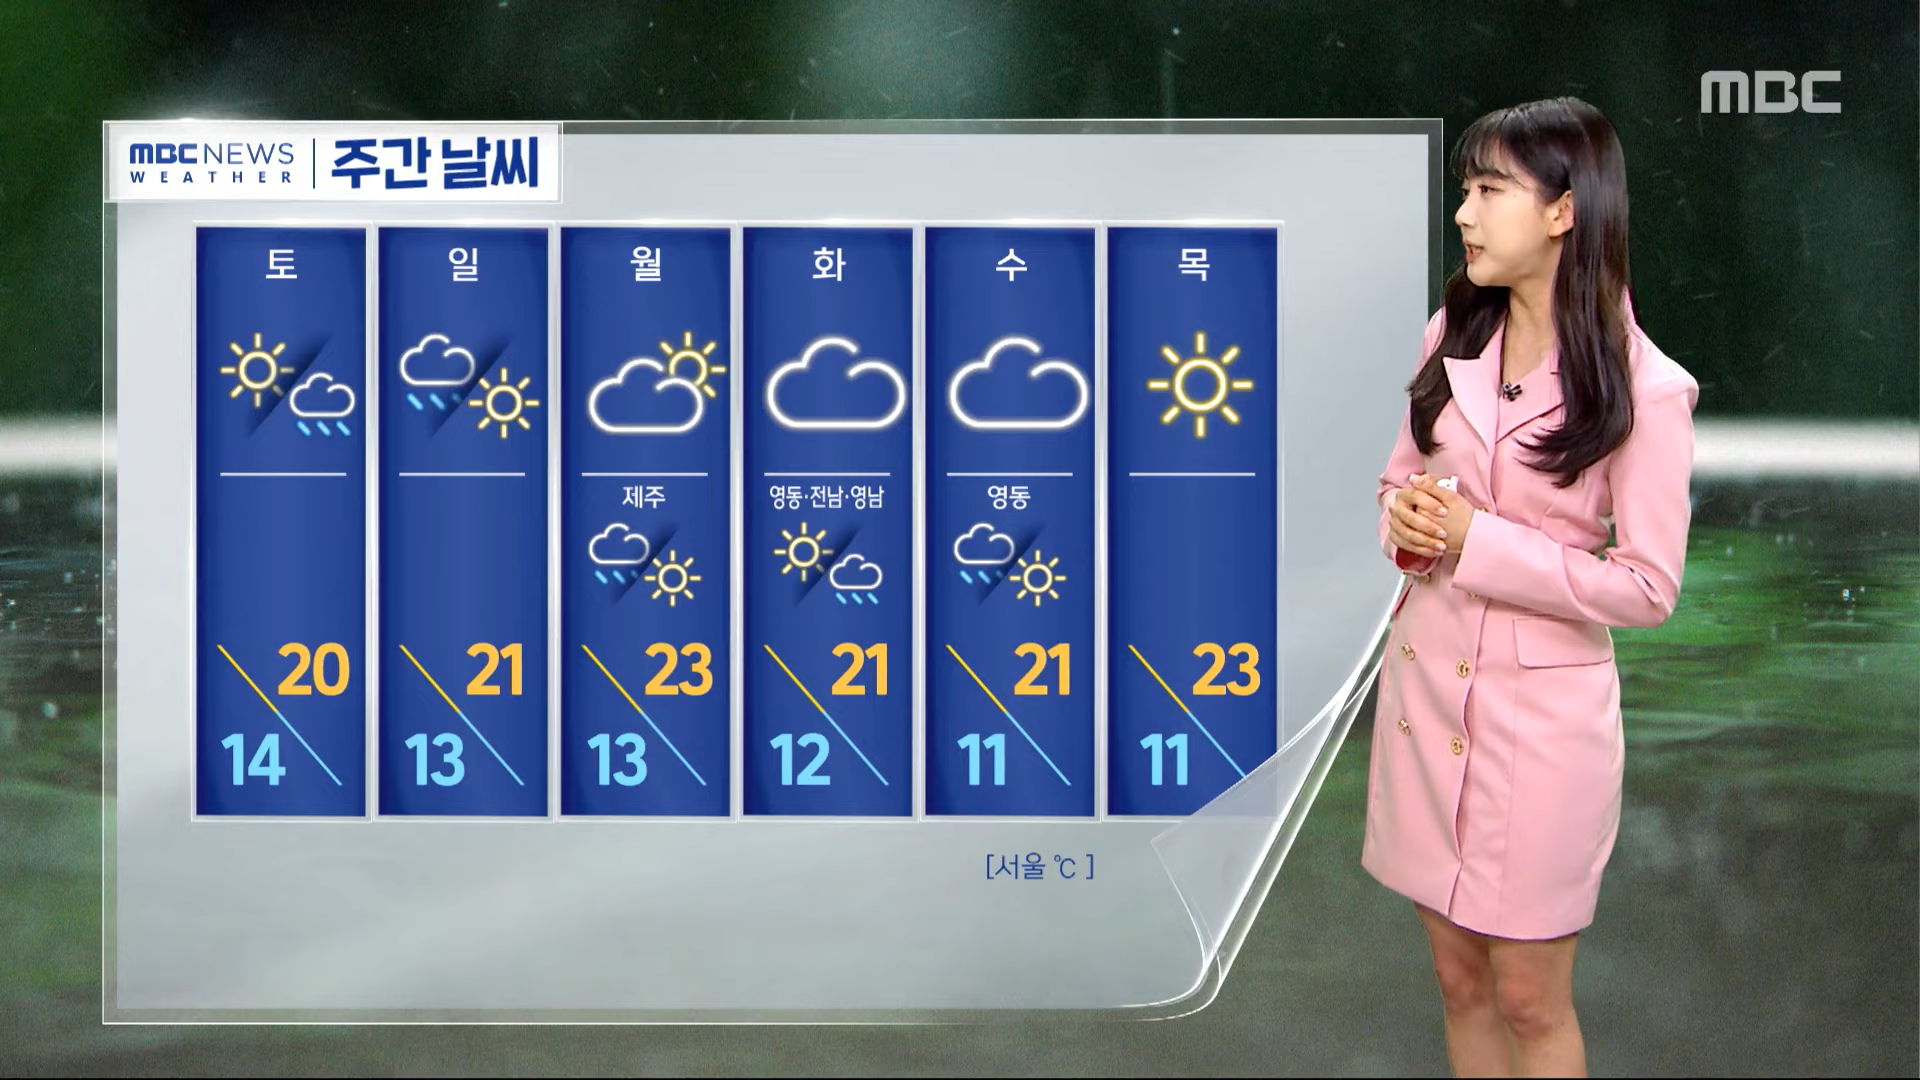 MBC
MBC NEWS
WEATHER
주간 날씨
토 일 월 화 수 목
제주 영동·전남·영남 영동
20 21 23 21 21 23
14 13 13 12 11 11
[서울 ℃ ]